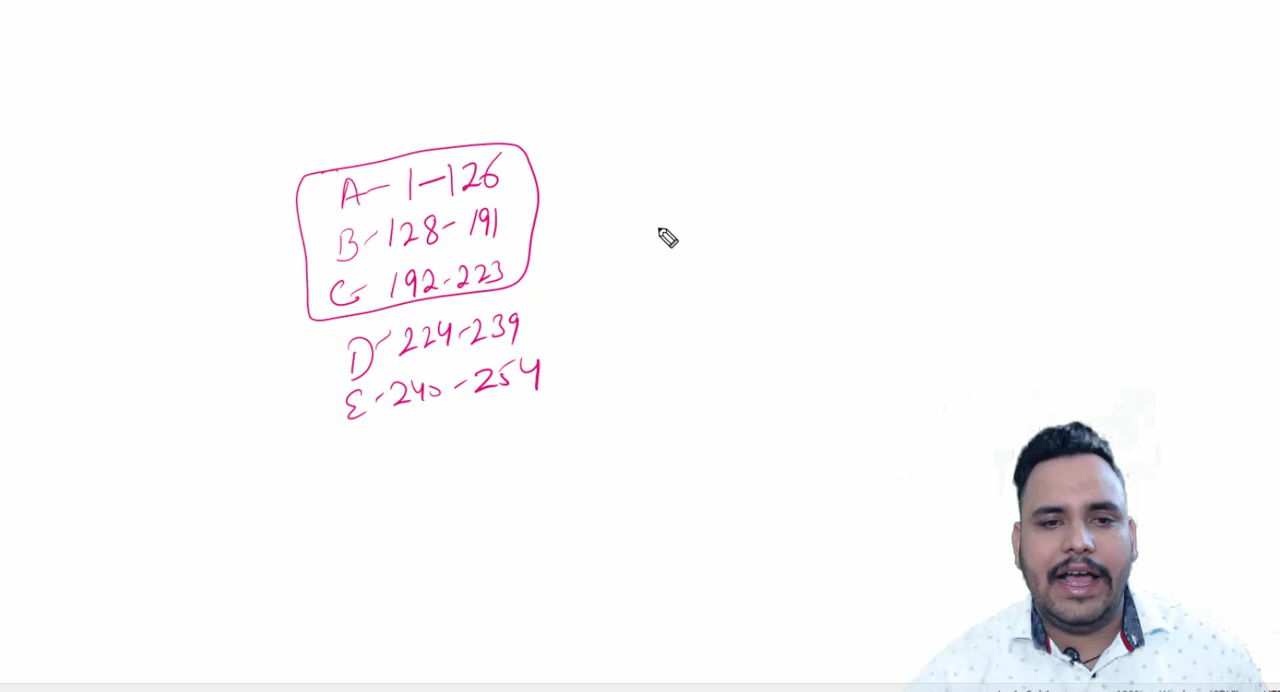 A- 1-126
B-128-191
C- 192-223
D-224-239
E-240-254